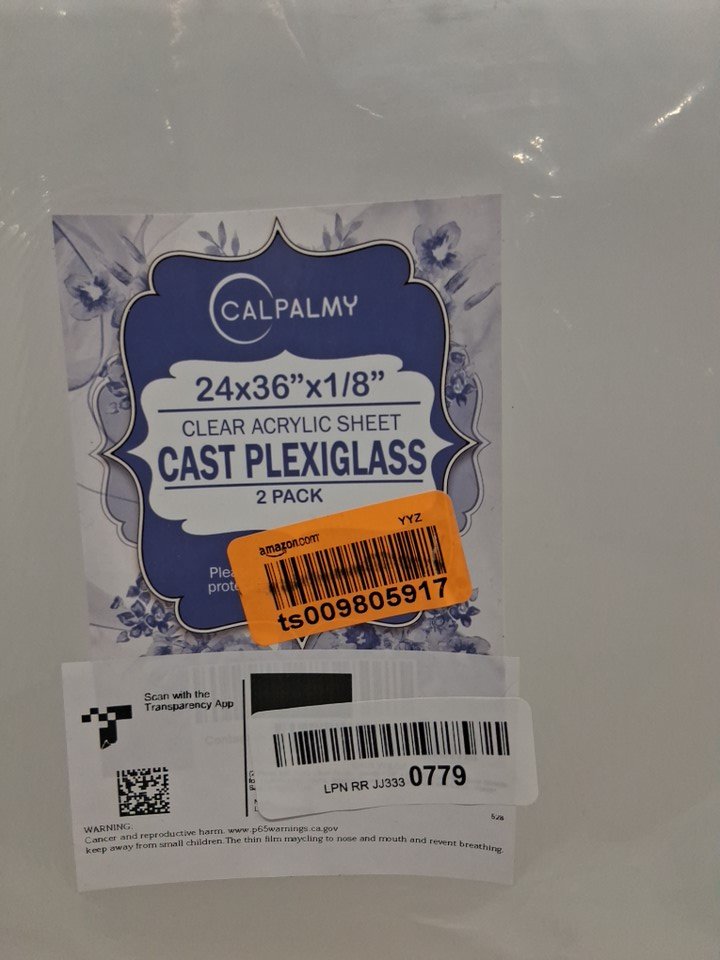 CALPALMY
24x36”x1/8”
CLEAR ACRYLIC SHEET
CAST PLEXIGLASS
2 PACK
YYZ
amazon.com
ts009805917
Scan with the
Transparency App
LPN RR JJ333 0779
WARNING:
Cancer and reproductive harm. www.p65warnings.ca.gov
keep away from small children. The thin film maycling to nose and mouth and revent breathing.